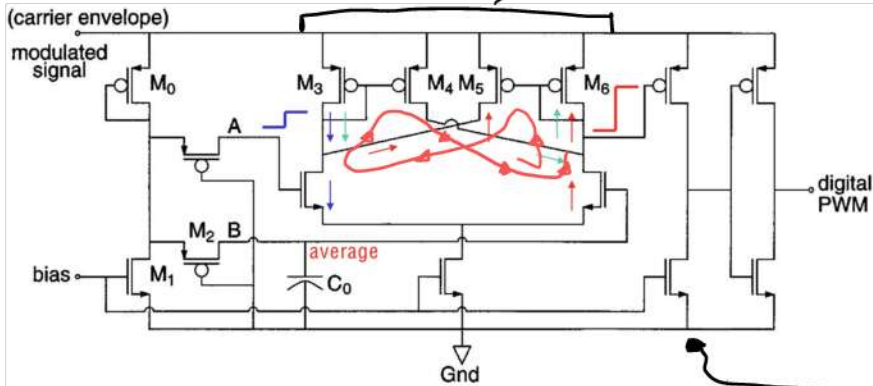 (carrier envelope)
modulated
signal
M0
M3
M4 M5
M6
A
M2 B
average
digital
PWM
bias
M1
C0
Gnd